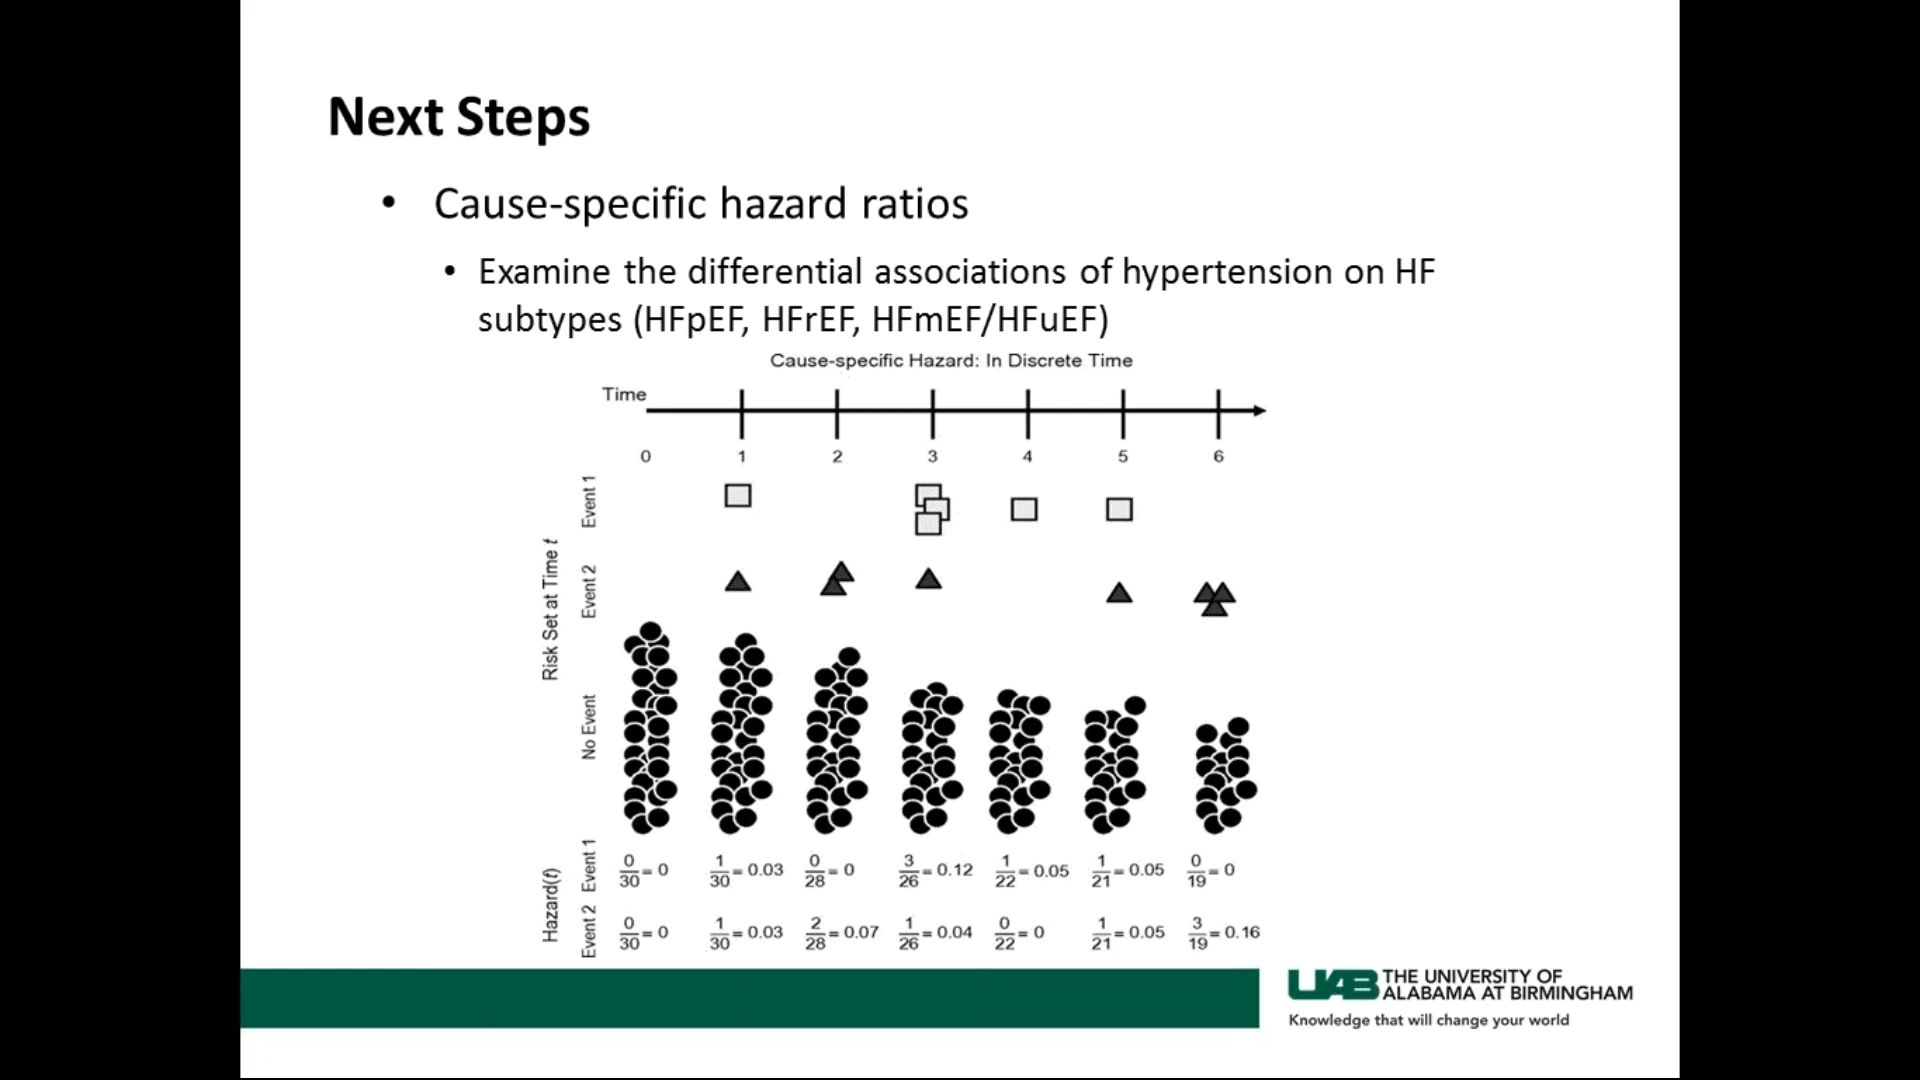 Next Steps
• Cause-specific hazard ratios
• Examine the differential associations of hypertension on HF
subtypes (HFpEF, HFrEF, HFmEF/HFuEF)
Cause-specific Hazard: In Discrete Time
Time
0 1 2 3 4 5 6
Risk Set at Time t
Event 1
Event 2
No Event
Hazard(t)
Event 1
0/30 = 0 1/30 = 0.03 0/28 = 0 3/26 = 0.12 1/22 = 0.05 1/21 = 0.05 0/19 = 0
Event 2
0/30 = 0 1/30 = 0.03 2/28 = 0.07 1/26 = 0.04 0/22 = 0 1/21 = 0.05 3/19 = 0.16
UAB THE UNIVERSITY OF
ALABAMA AT BIRMINGHAM
Knowledge that will change your world